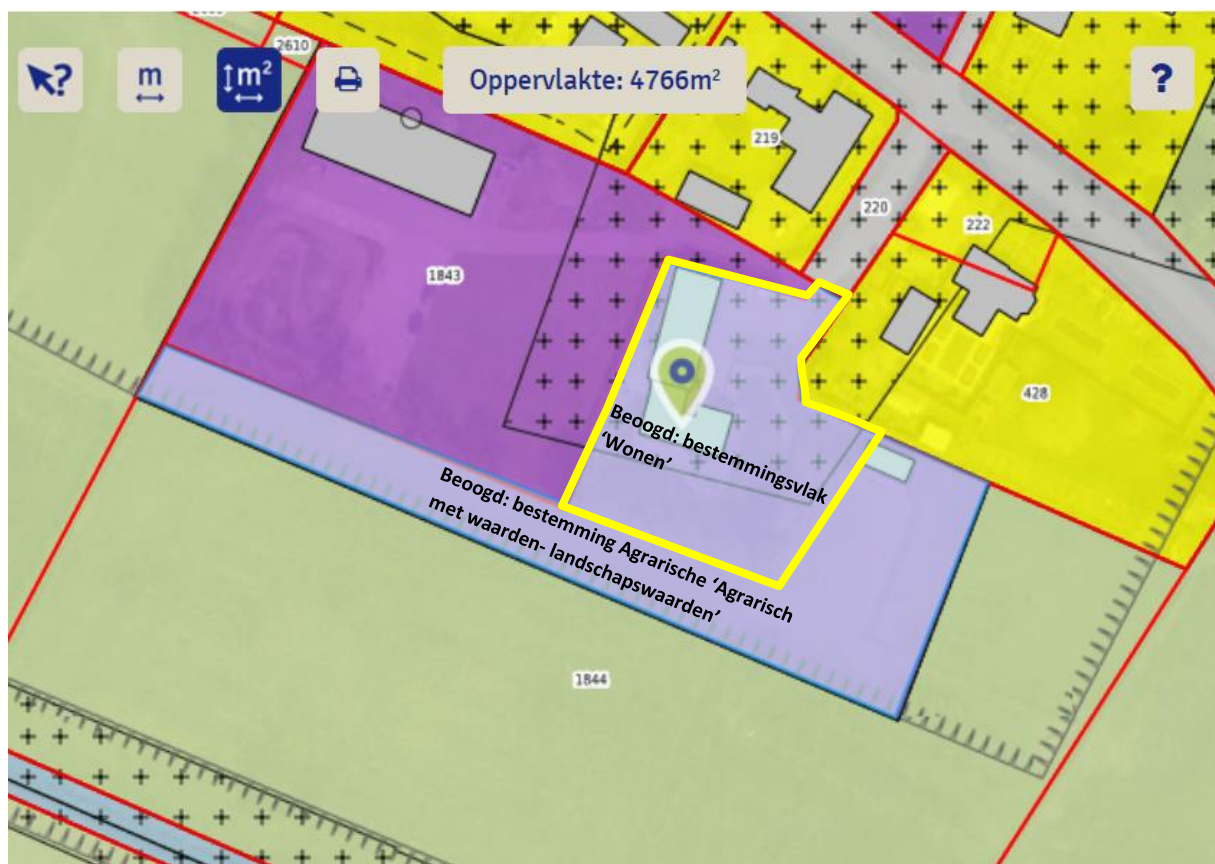 2610
?
m
m²
Oppervlakte: 4766m²
?
219
220
222
1843
428
Beoogd: bestemmingsvlak
‘Wonen’
Beoogd: bestemming Agrarische ‘Agrarisch
met waarden- landschapswaarden’
1844